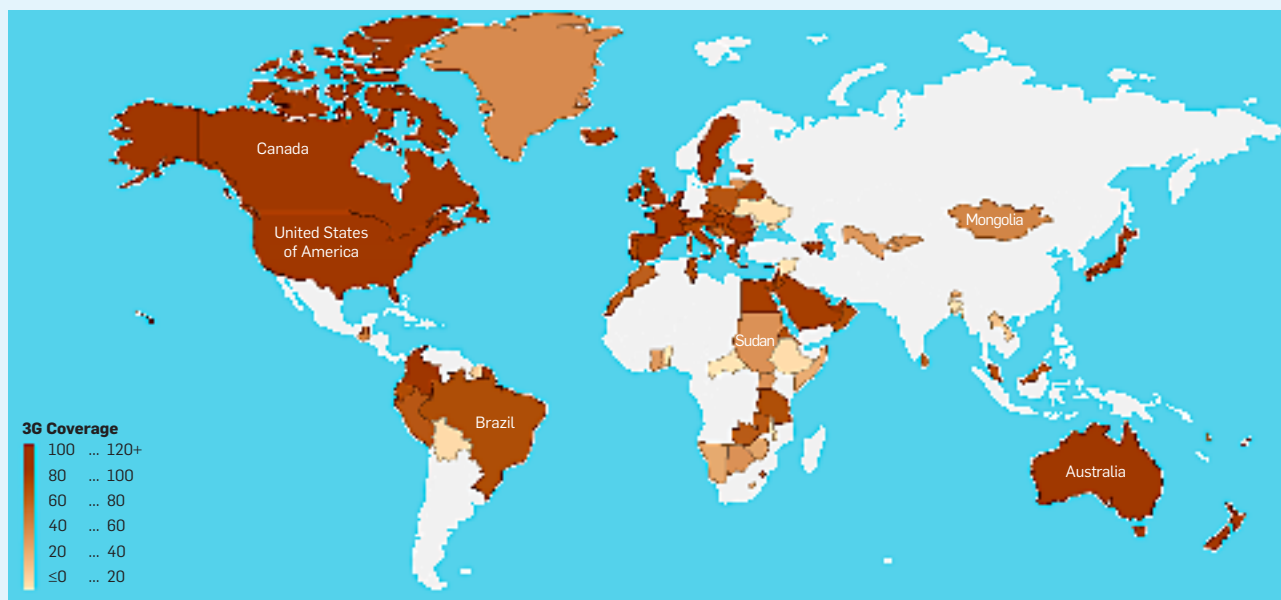 Canada
United States
of America
Mongolia
Sudan
Brazil
Australia
3G Coverage
100 ... 120+
80 ... 100
60 ... 80
40 ... 60
20 ... 40
≤0 ... 20